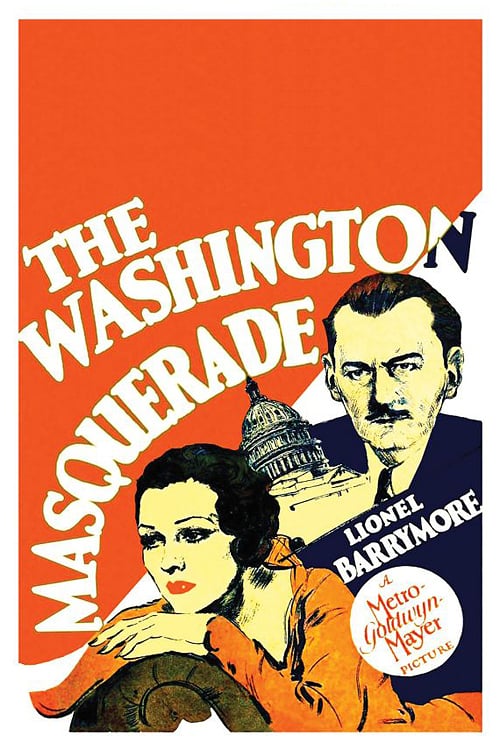 THE
WASHINGTON
MASQUERADE
LIONEL
BARRYMORE
A
Metro-
Goldwyn-
Mayer
PICTURE